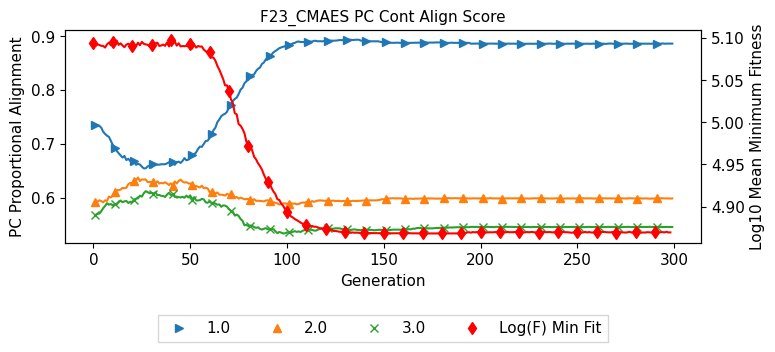 F23_CMAES PC Cont Align Score
PC Proportional Alignment
0.9
0.8
0.7
0.6
5.10
5.05
5.00
4.95
4.90
Log10 Mean Minimum Fitness
0 50 100 150 200 250 300
Generation
1.0 2.0 3.0 Log(F) Min Fit